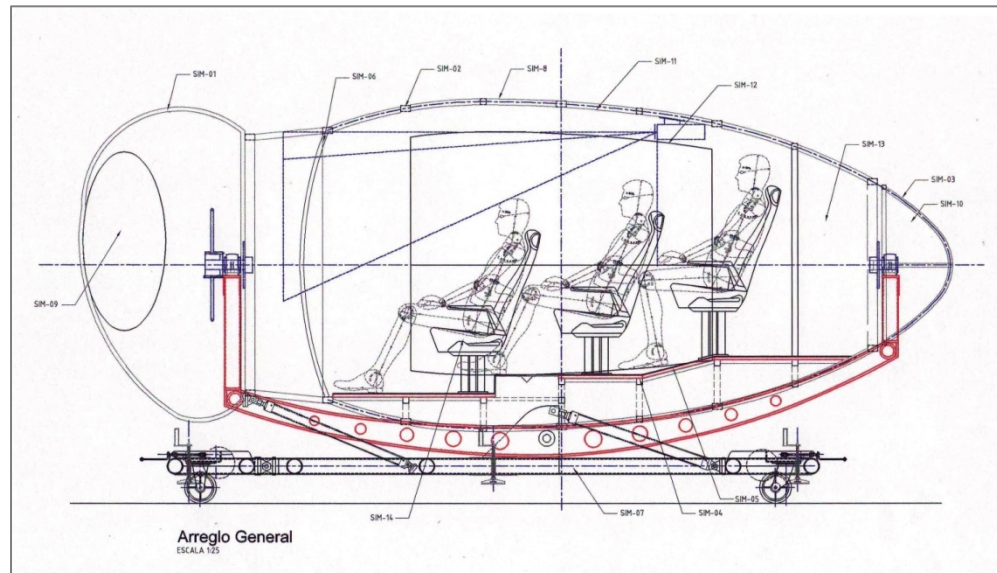 SIM-01
SIM-06
SIM-02
SIM-8
SIM-11
SIM-12
SIM-13
SIM-03
SIM-10
SIM-09
SIM-05
SIM-14
SIM-07
SIM-04
Arreglo General
ESCALA 1:25